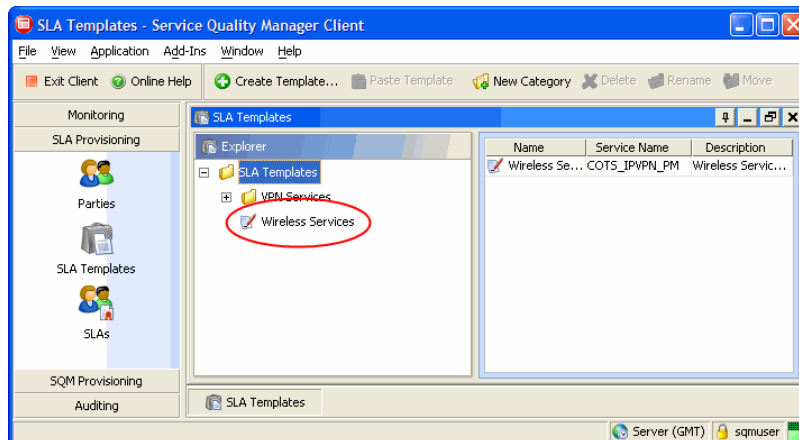 SLA Templates - Service Quality Manager Client
File View Application Add-Ins Window Help
Exit Client Online Help Create Template... Paste Template New Category Delete Rename Move
Monitoring
SLA Provisioning
Parties
SLA Templates
SLAs
SQM Provisioning
Auditing
SLA Templates
Explorer
SLA Templates
VPN Services
Wireless Services
Name Service Name Description
Wireless Se... COTS_IPVPN_PM Wireless Servic...
SLA Templates
Server (GMT) sqmuser